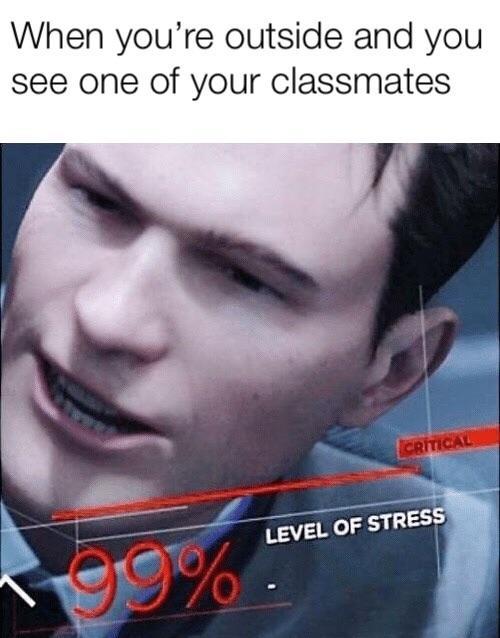 When you’re outside and you
see one of your classmates
CRITICAL
LEVEL OF STRESS
99%